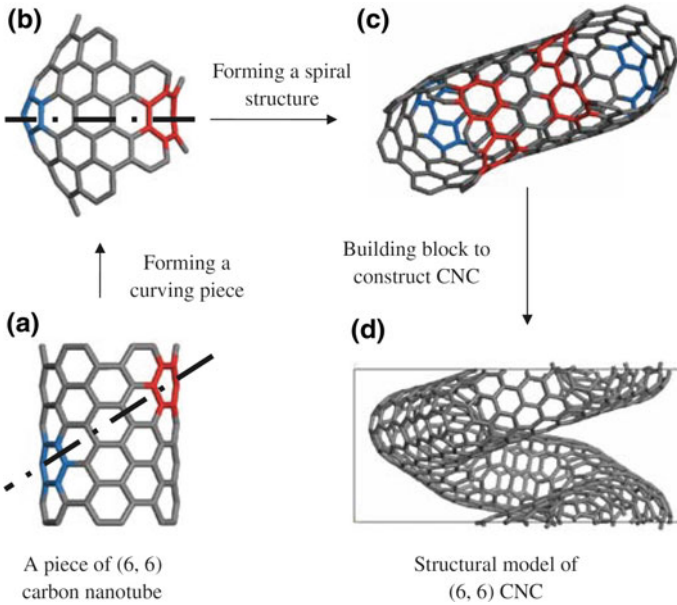 (b)
Forming a spiral
structure
(c)
Forming a
curving piece
Building block to
construct CNC
(a)
(d)
A piece of (6, 6)
carbon nanotube
Structural model of
(6, 6) CNC